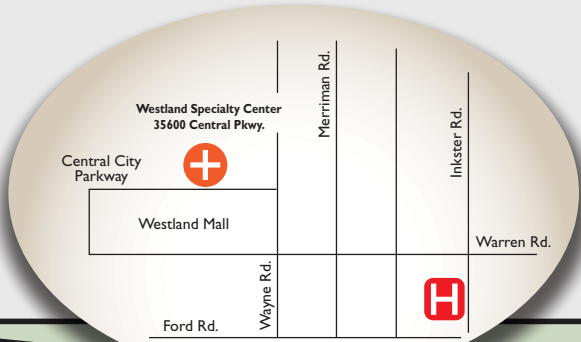 Westland Specialty Center
35600 Central Pkwy.
Merriman Rd.
Inkster Rd.
Central City
Parkway
Westland Mall
Warren Rd.
Wayne Rd.
H
Ford Rd.